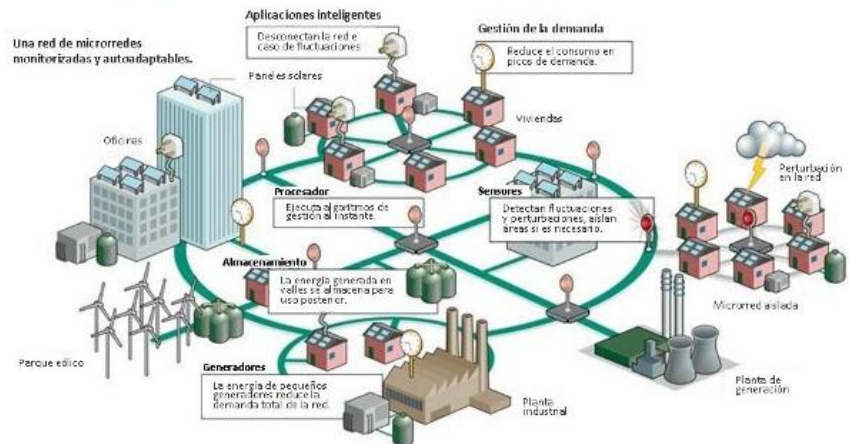 Aplicaciones inteligentes
Desconectan la red e
caso de fluctuaciones
Gestión de la demanda
Reduce el consumo en
picos de demanda.
Una red de microrredes
monitorizadas y autoadaptables.
Paneles solares
Viviendas
Oficinas
Perturbación
en la red
Procesador
Ejecuta algoritmos de
gestión al instante.
Sensores
Detectan fluctuaciones
y perturbaciones, aislan
áreas si es necesario.
Almacenamiento
La energía generada en
valles se almacena para
uso posterior.
Microrred aislada
Parque eólico
Generadores
La energía de pequeños
generadores reduce la
demanda total de la red.
Planta
industrial
Planta de
generación